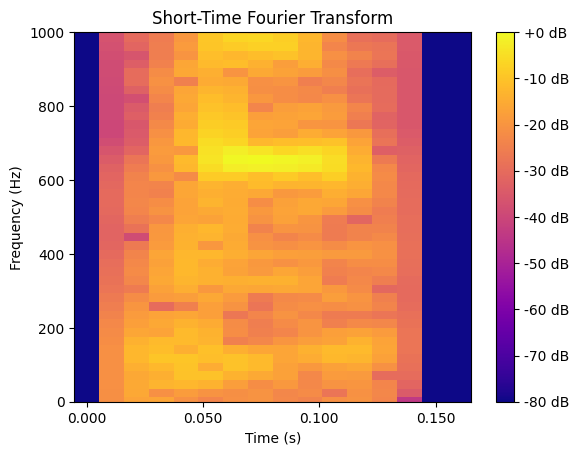 Short-Time Fourier Transform
1000
800
600
400
200
0
Frequency (Hz)
0.000
0.050
0.100
0.150
Time (s)
+0 dB
-10 dB
-20 dB
-30 dB
-40 dB
-50 dB
-60 dB
-70 dB
-80 dB